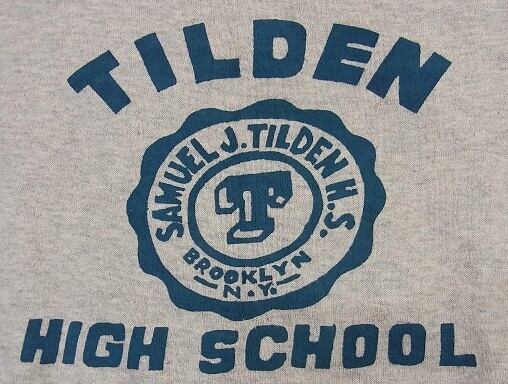 TILDEN
SAMUEL J. TILDEN H.S.
T
BROOKLYN
N.Y.
HIGH SCHOOL